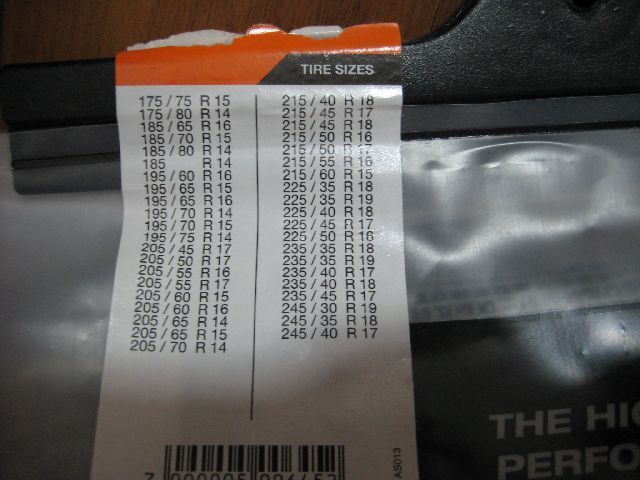 TIRE SIZES
175 / 75 R 15
175 / 80 R 14
185 / 65 R 16
185 / 70 R 15
185 / 80 R 14
185 R 14
195 / 60 R 16
195 / 65 R 15
195 / 65 R 16
195 / 70 R 14
195 / 70 R 15
195 / 75 R 14
205 / 45 R 17
205 / 50 R 17
205 / 55 R 16
205 / 55 R 17
205 / 60 R 15
205 / 60 R 16
205 / 65 R 14
205 / 65 R 15
205 / 70 R 14
215 / 40 R 18
215 / 45 R 17
215 / 45 R 18
215 / 50 R 16
215 / 50 R 17
215 / 55 R 16
215 / 60 R 15
225 / 35 R 18
225 / 35 R 19
225 / 40 R 18
225 / 45 R 17
225 / 50 R 16
235 / 35 R 18
235 / 35 R 19
235 / 40 R 17
235 / 40 R 18
235 / 45 R 17
245 / 30 R 19
245 / 35 R 18
245 / 40 R 17
AS013
THE HIG
PERFO